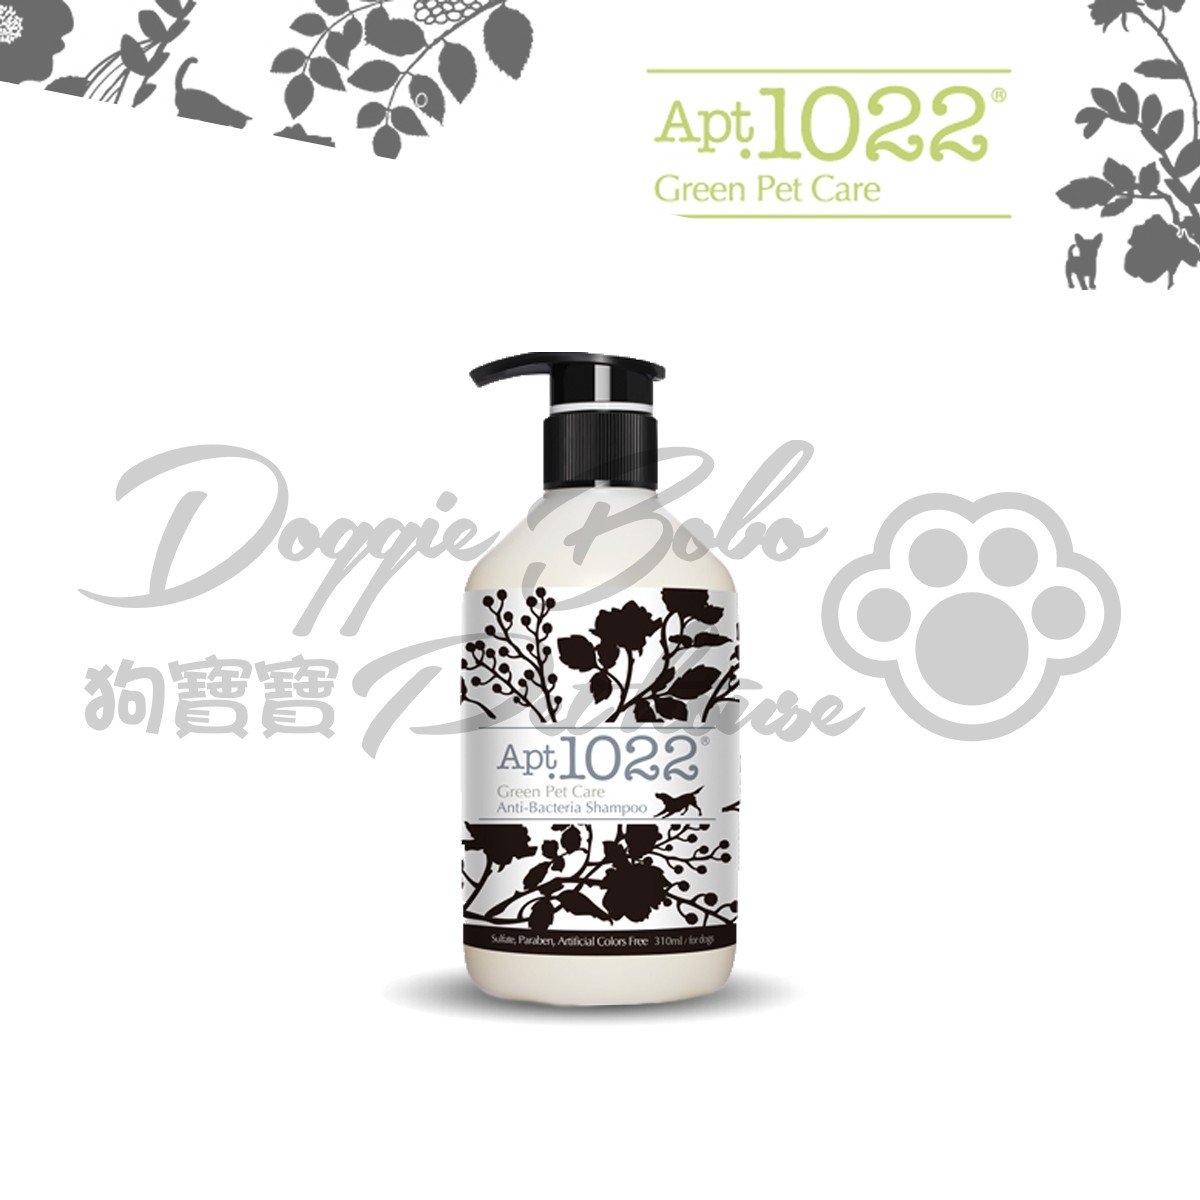 Apt.1022®
Green Pet Care
Doggie Bobo
狗寶寶 Pethouse
Apt.1022®
Green Pet Care
Anti-Bacteria Shampoo
Sulfate, Paraben, Artificial Colors Free 310ml / for dogs